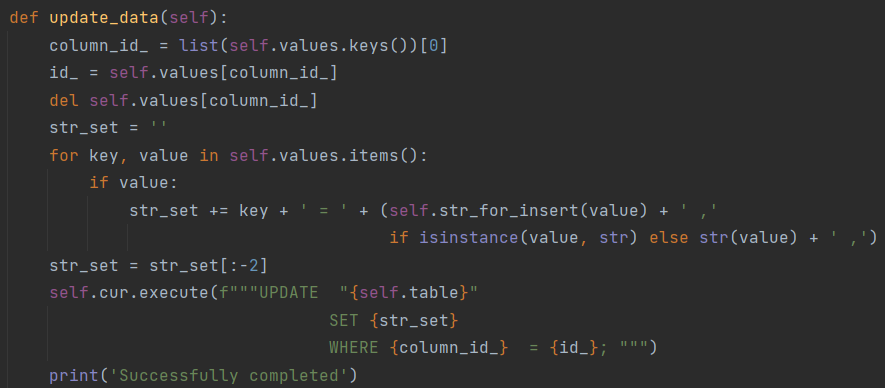 def update_data(self):
    column_id_ = list(self.values.keys())[0]
    id_ = self.values[column_id_]
    del self.values[column_id_]
    str_set = ''
    for key, value in self.values.items():
        if value:
            str_set += key + ' = ' + (self.str_for_insert(value) + ' ,'
                                      if isinstance(value, str) else str(value) + ' ,')
    str_set = str_set[:-2]
    self.cur.execute(f"""UPDATE  "{self.table}"
                                SET {str_set}
                                WHERE {column_id_}  = {id_}; """)
    print('Successfully completed')